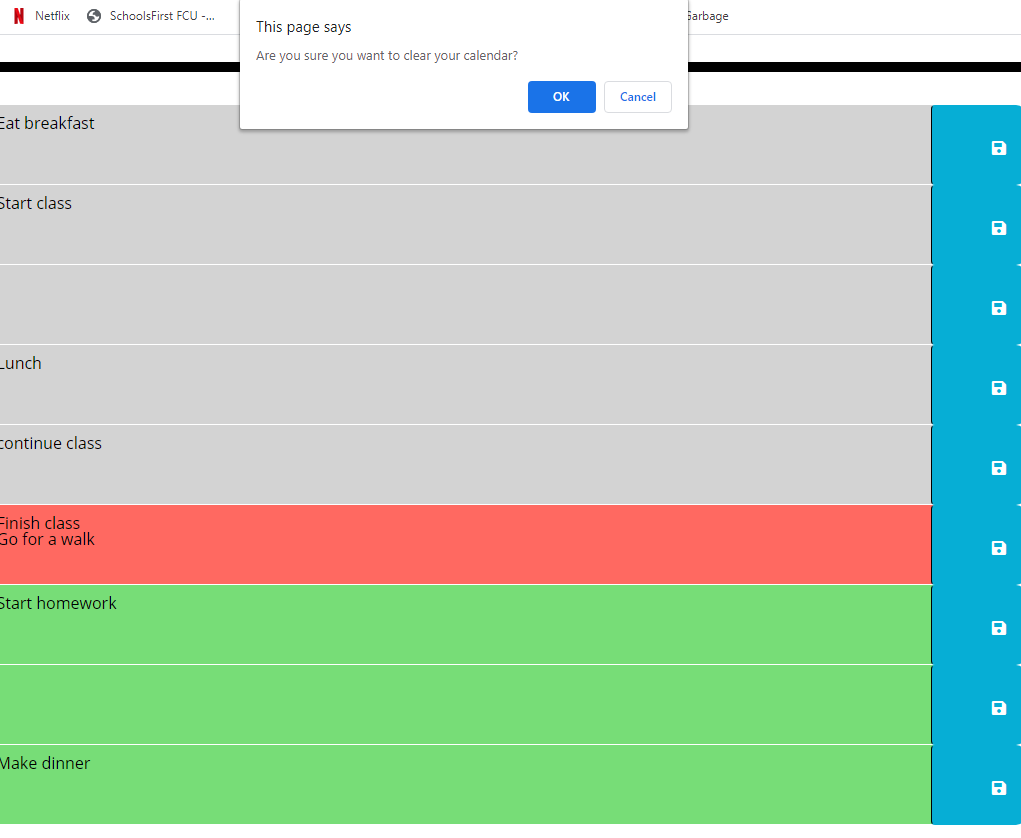 Netflix
SchoolsFirst FCU -...
Garbage
This page says
Are you sure you want to clear your calendar?
OK
Cancel
Eat breakfast
Start class
Lunch
continue class
Finish class
Go for a walk
Start homework
Make dinner